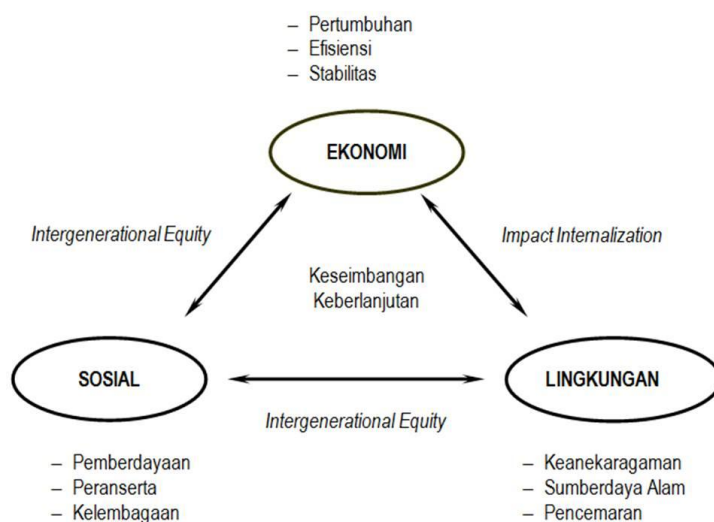 – Pertumbuhan
– Efisiensi
– Stabilitas
EKONOMI
Intergenerational Equity
Impact Internalization
Keseimbangan
Keberlanjutan
SOSIAL
LINGKUNGAN
Intergenerational Equity
– Pemberdayaan
– Peranserta
– Kelembagaan
– Keanekaragaman
– Sumberdaya Alam
– Pencemaran